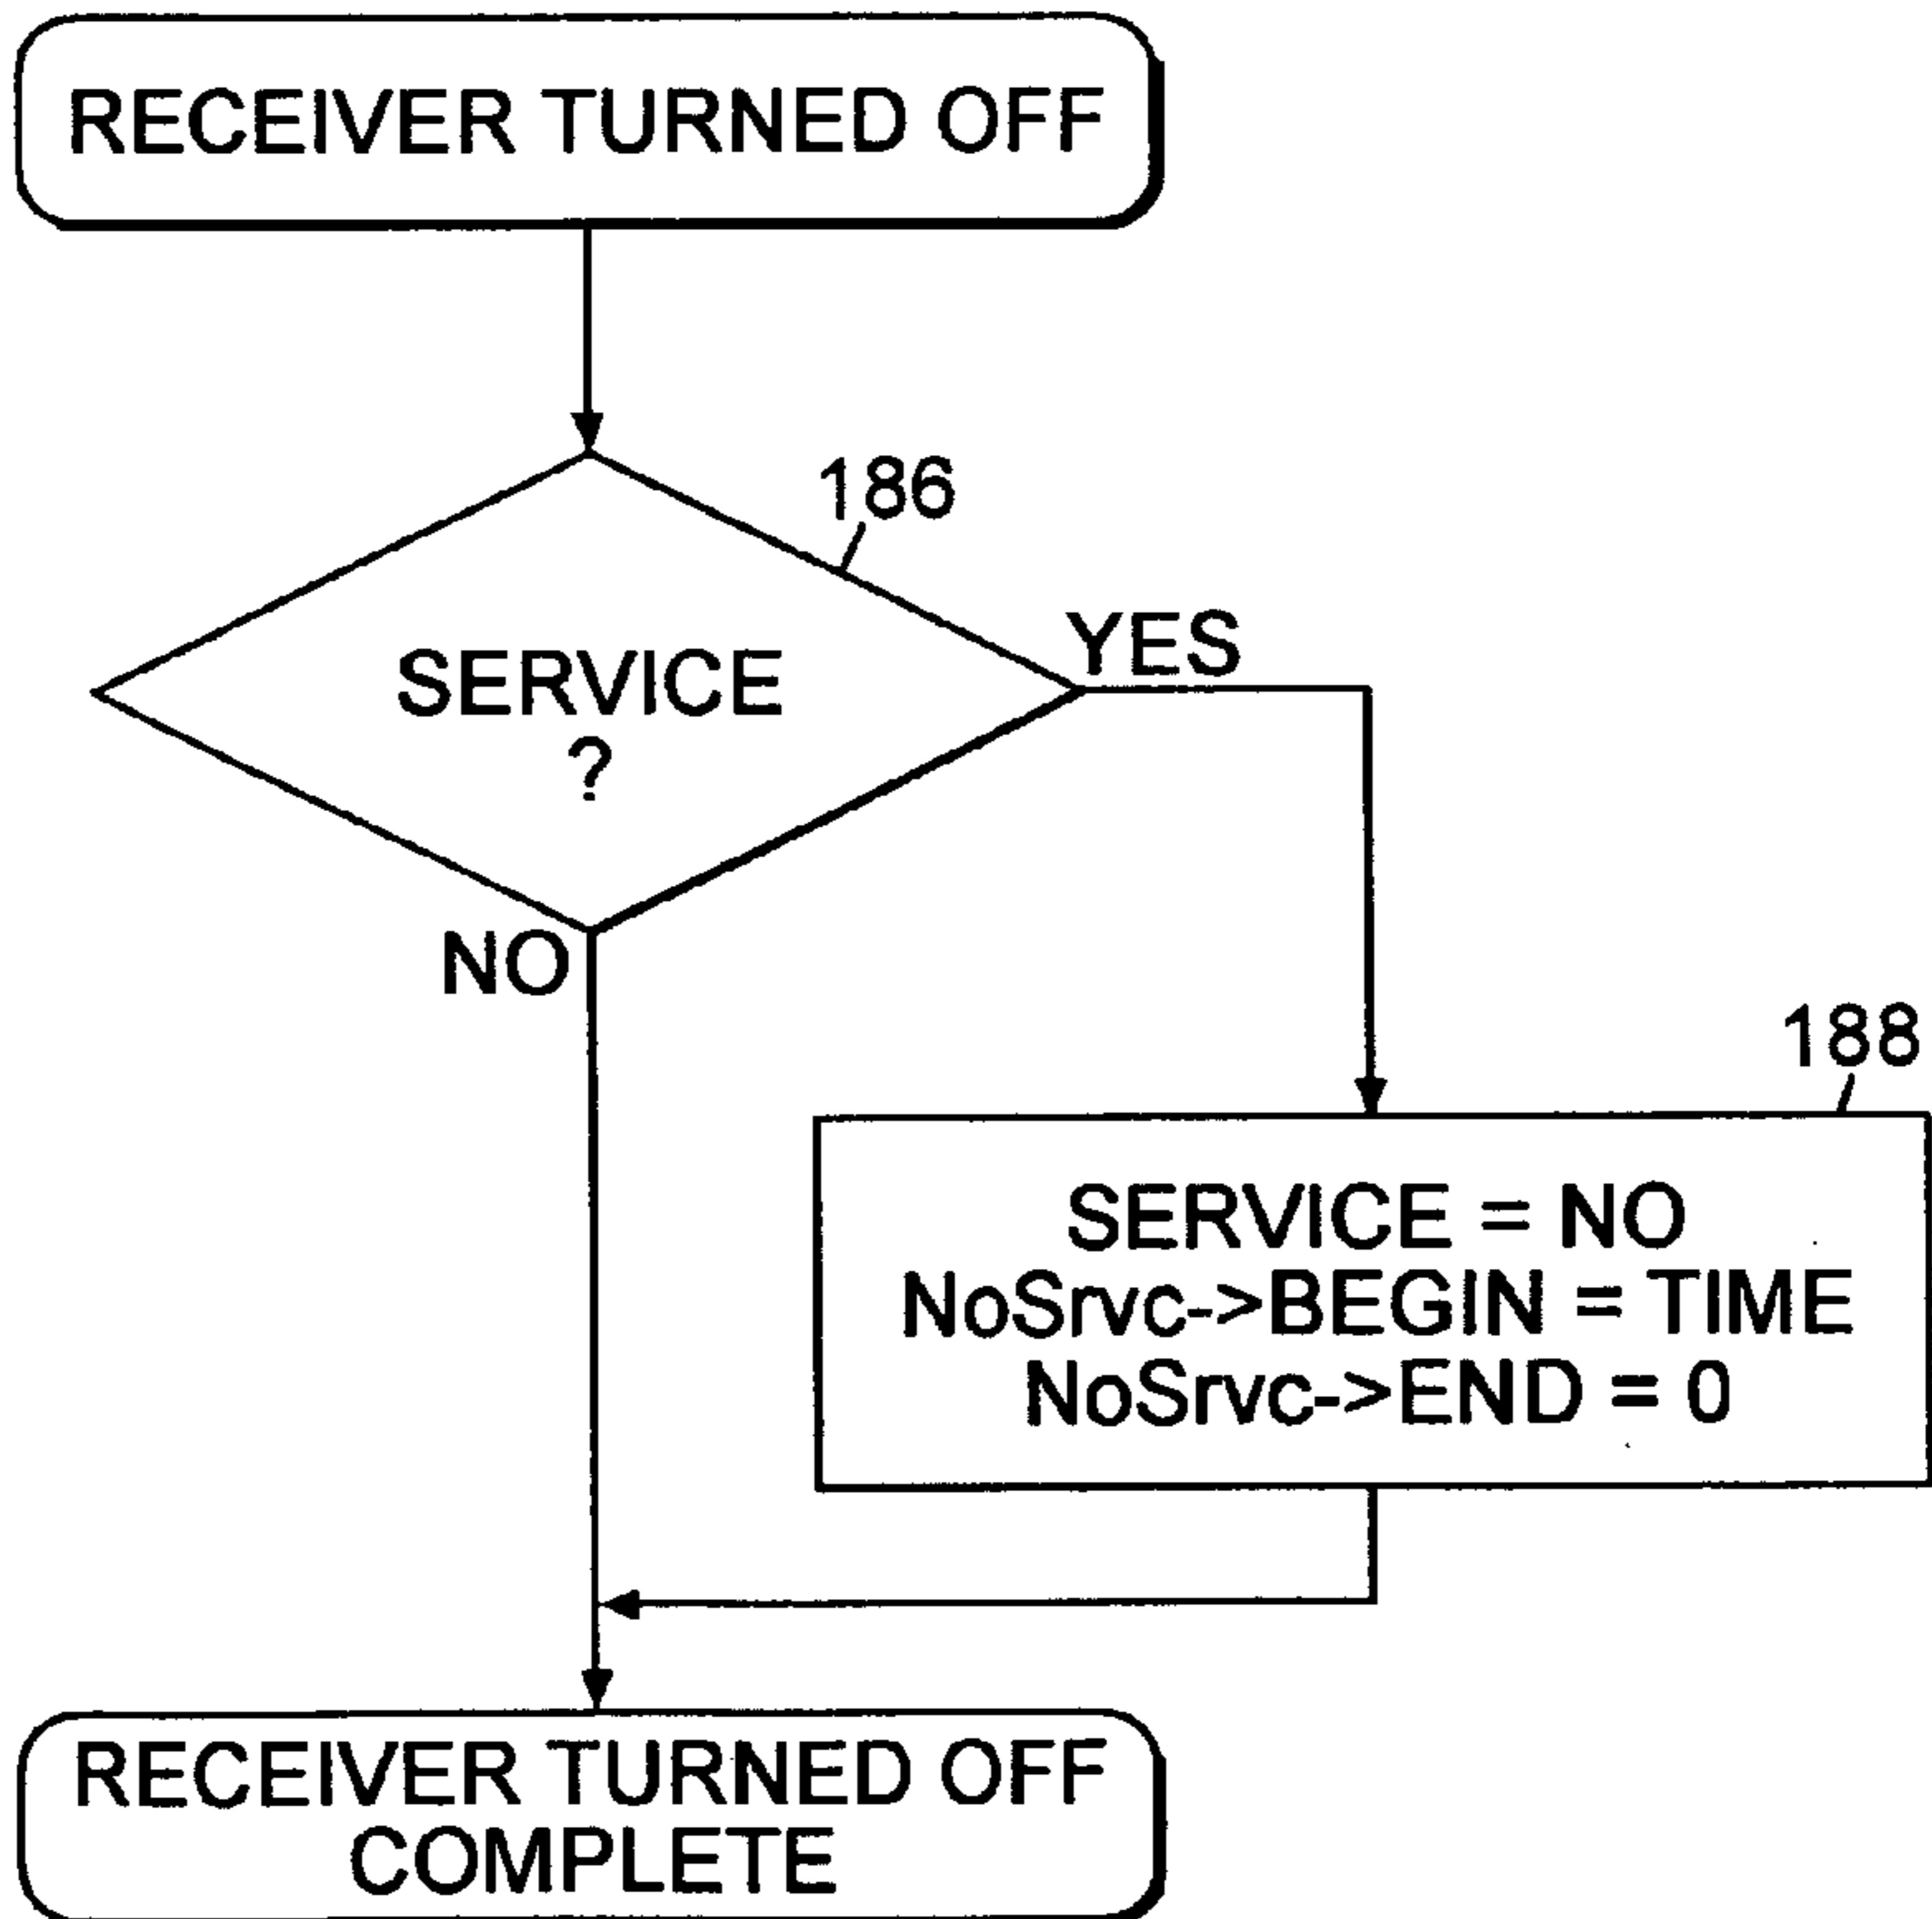 RECEIVER TURNED OFF
186
SERVICE
?
YES
NO
188
SERVICE = NO
NoSrvc->BEGIN = TIME
NoSrvc->END = 0
RECEIVER TURNED OFF
COMPLETE